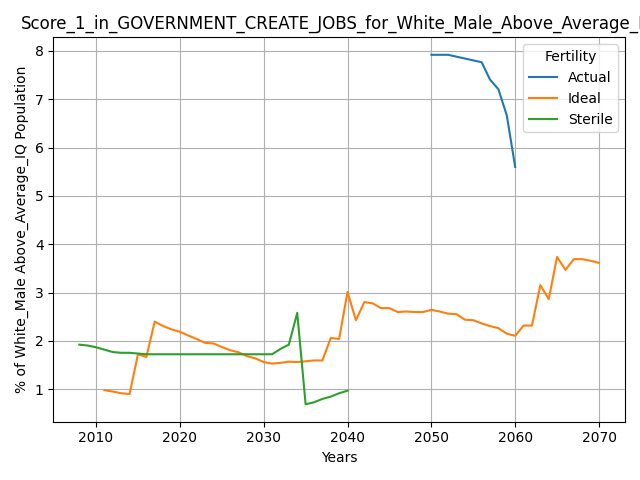 Score_1_in_GOVERNMENT_CREATE_JOBS_for_White_Male_Above_Average_
Fertility
Actual
Ideal
Sterile
% of White_Male Above_Average_IQ Population
8
7
6
5
4
3
2
1
2010 2020 2030 2040 2050 2060 2070
Years